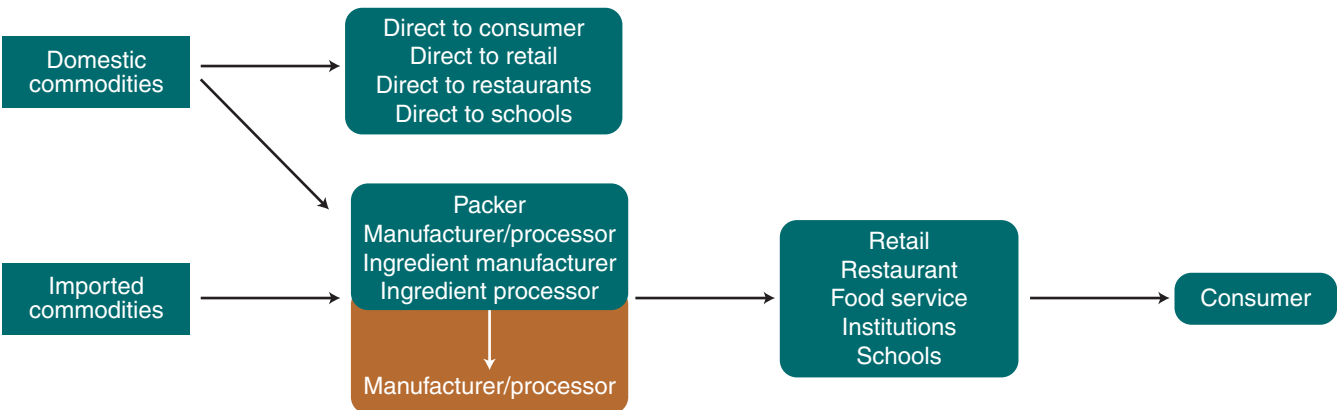 Domestic
commodities
Direct to consumer
Direct to retail
Direct to restaurants
Direct to schools
Imported
commodities
Packer
Manufacturer/processor
Ingredient manufacturer
Ingredient processor
Manufacturer/processor
Retail
Restaurant
Food service
Institutions
Schools
Consumer